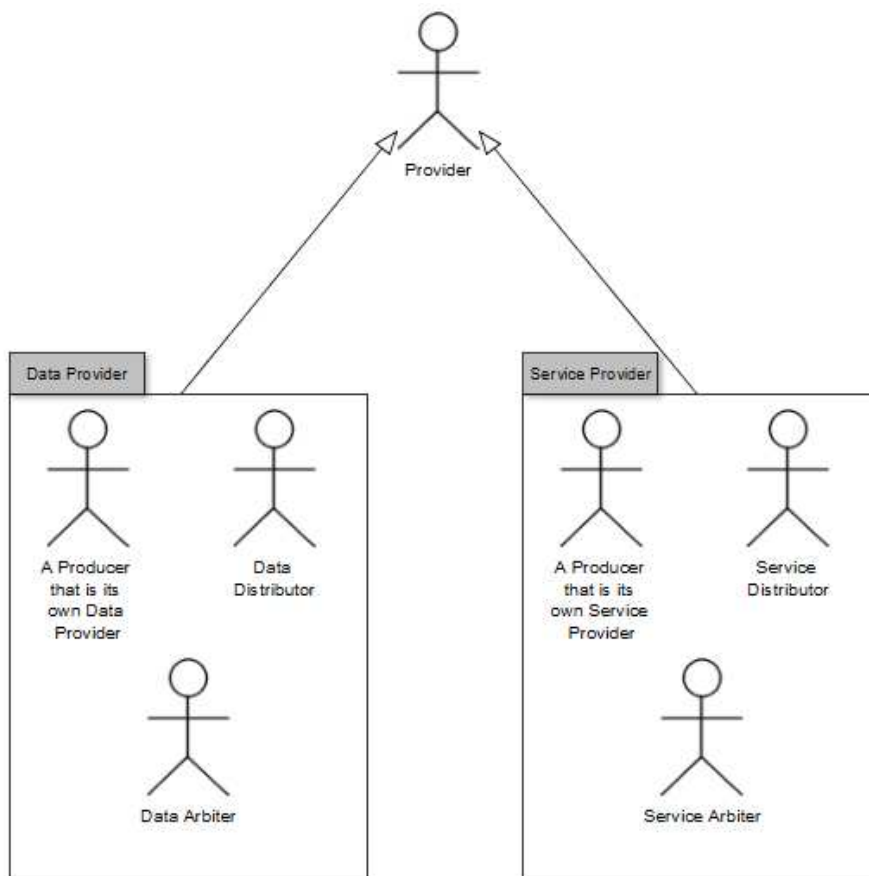 Provider
Data Provider
A Producer
that is its
own Data
Provider
Data
Distributor
Data Arbiter
Service Provider
A Producer
that is its
own Service
Provider
Service
Distributor
Service Arbiter